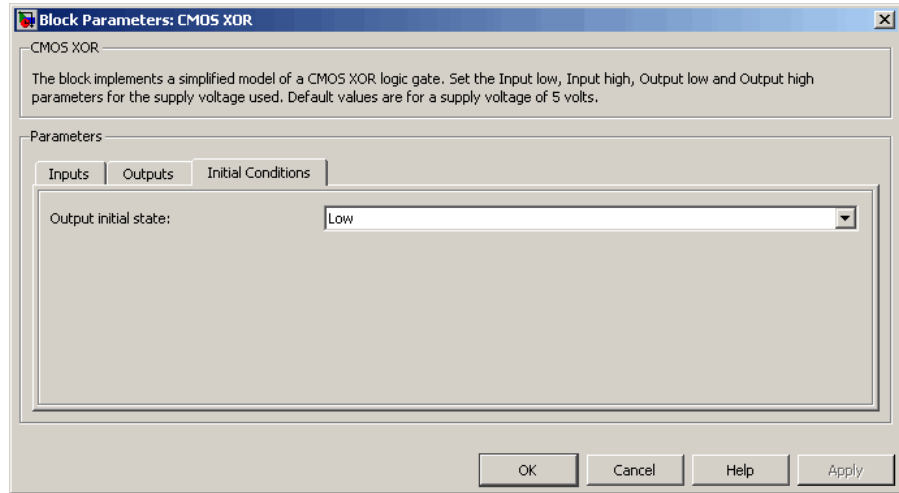 Block Parameters: CMOS XOR
CMOS XOR
The block implements a simplified model of a CMOS XOR logic gate. Set the Input low, Input high, Output low and Output high
parameters for the supply voltage used. Default values are for a supply voltage of 5 volts.
Parameters
Inputs Outputs Initial Conditions
Output initial state: Low
OK Cancel Help Apply